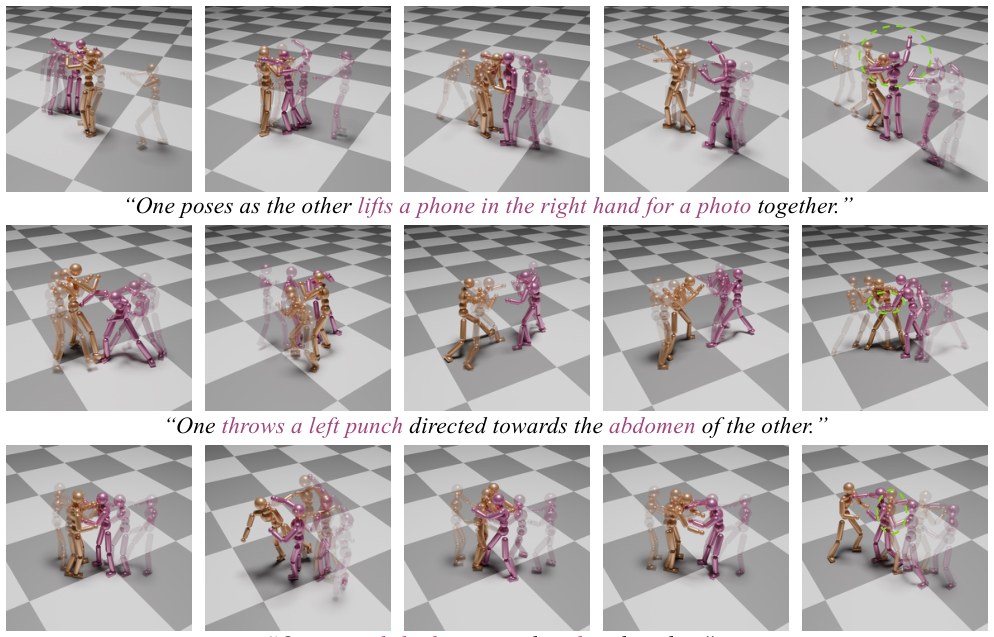 “One poses as the other lifts a phone in the right hand for a photo together.”
“One throws a left punch directed towards the abdomen of the other.”